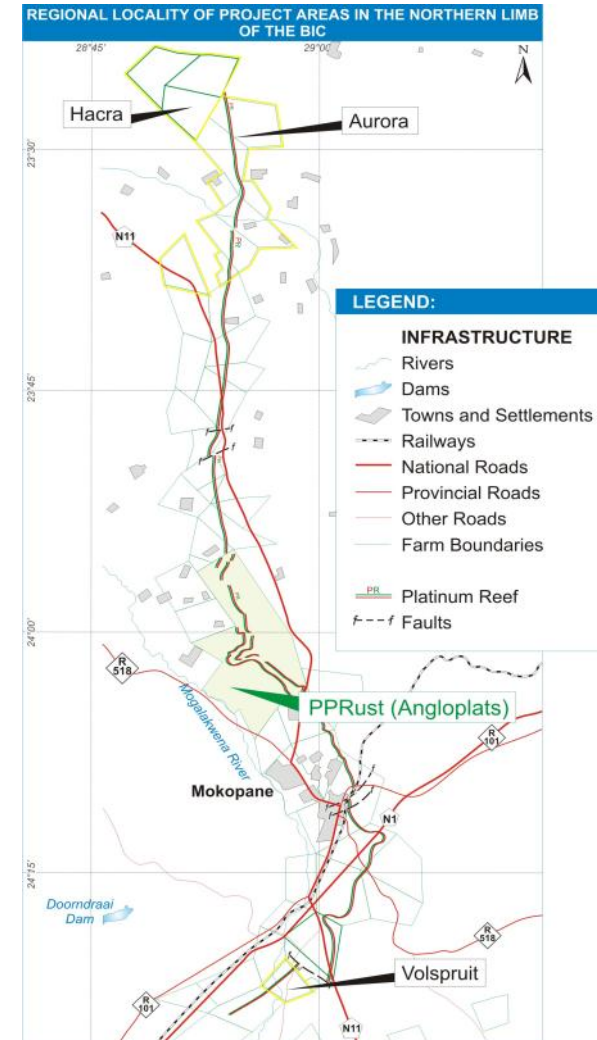 REGIONAL LOCALITY OF PROJECT AREAS IN THE NORTHERN LIMB
OF THE BIC
28°45'
29°00'
N
Hacra
Aurora
23°30'
PR
N11
PR
LEGEND:
INFRASTRUCTURE
Rivers
Dams
Towns and Settlements
Railways
National Roads
Provincial Roads
Other Roads
Farm Boundaries
PR
Platinum Reef
f f Faults
23°45'
f f
f f
PR
24°00'
R
518
PPRust (Angloplats)
Mogalakwena River
R
101
Mokopane
N1
24°15'
Doorndraai
Dam
R
518
Volspruit
R
101
N11